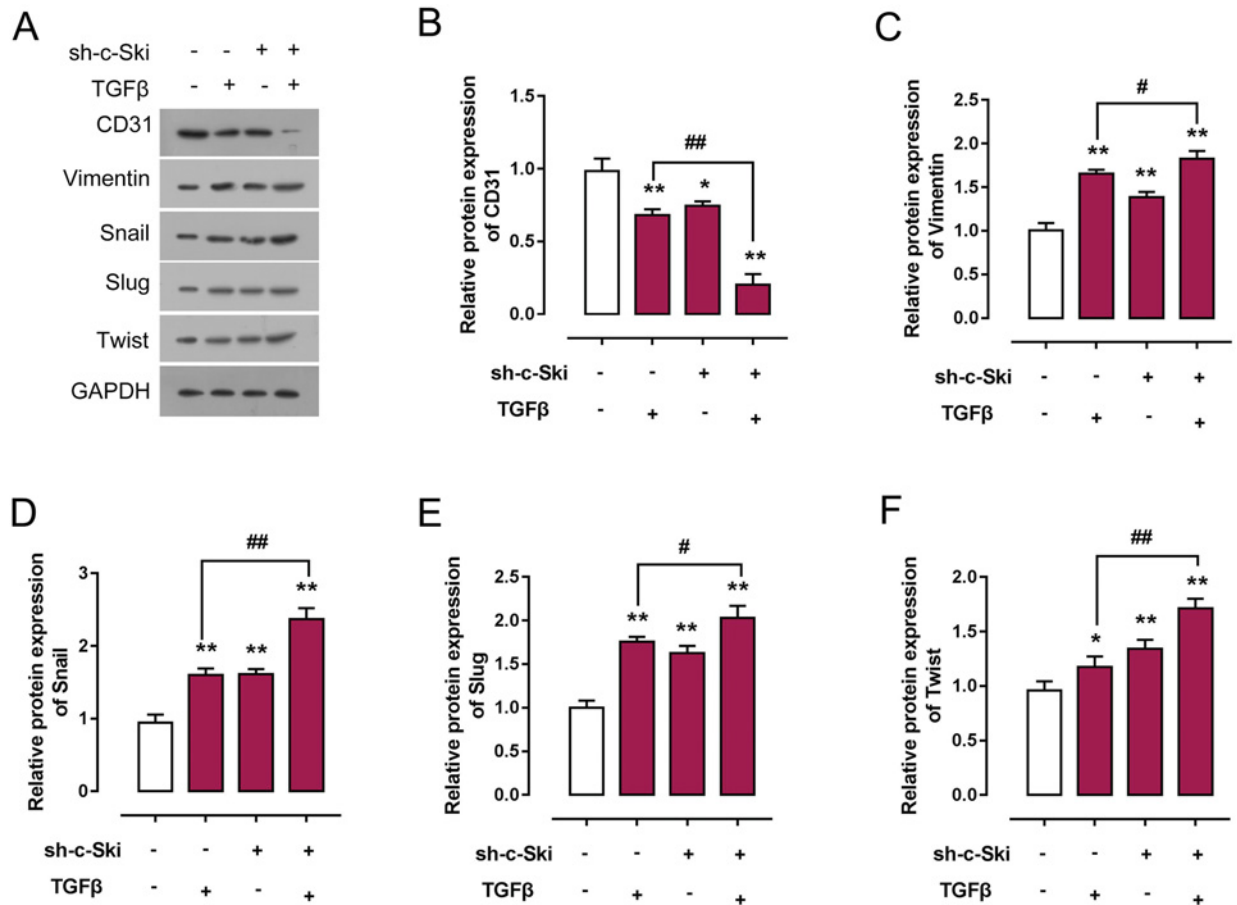 A
sh-c-Ski - - + +
TGFβ - + - +
CD31
Vimentin
Snail
Slug
Twist
GAPDH
B
Relative protein expression
of CD31
1.5
1.0
0.5
0.0
##
** * **
sh-c-Ski - - + +
TGFβ - + - +
C
Relative protein expression
of Vimentin
2.5
2.0
1.5
1.0
0.5
0.0
#
** ** **
sh-c-Ski - - + +
TGFβ - + - +
D
Relative protein expression
of Snail
3
2
1
0
##
** ** **
sh-c-Ski - - + +
TGFβ - + - +
E
Relative protein expression
of Slug
2.5
2.0
1.5
1.0
0.5
0.0
#
** ** **
sh-c-Ski - - + +
TGFβ - + - +
F
Relative protein expression
of Twist
2.0
1.5
1.0
0.5
0.0
##
* ** **
sh-c-Ski - - + +
TGFβ - + - +